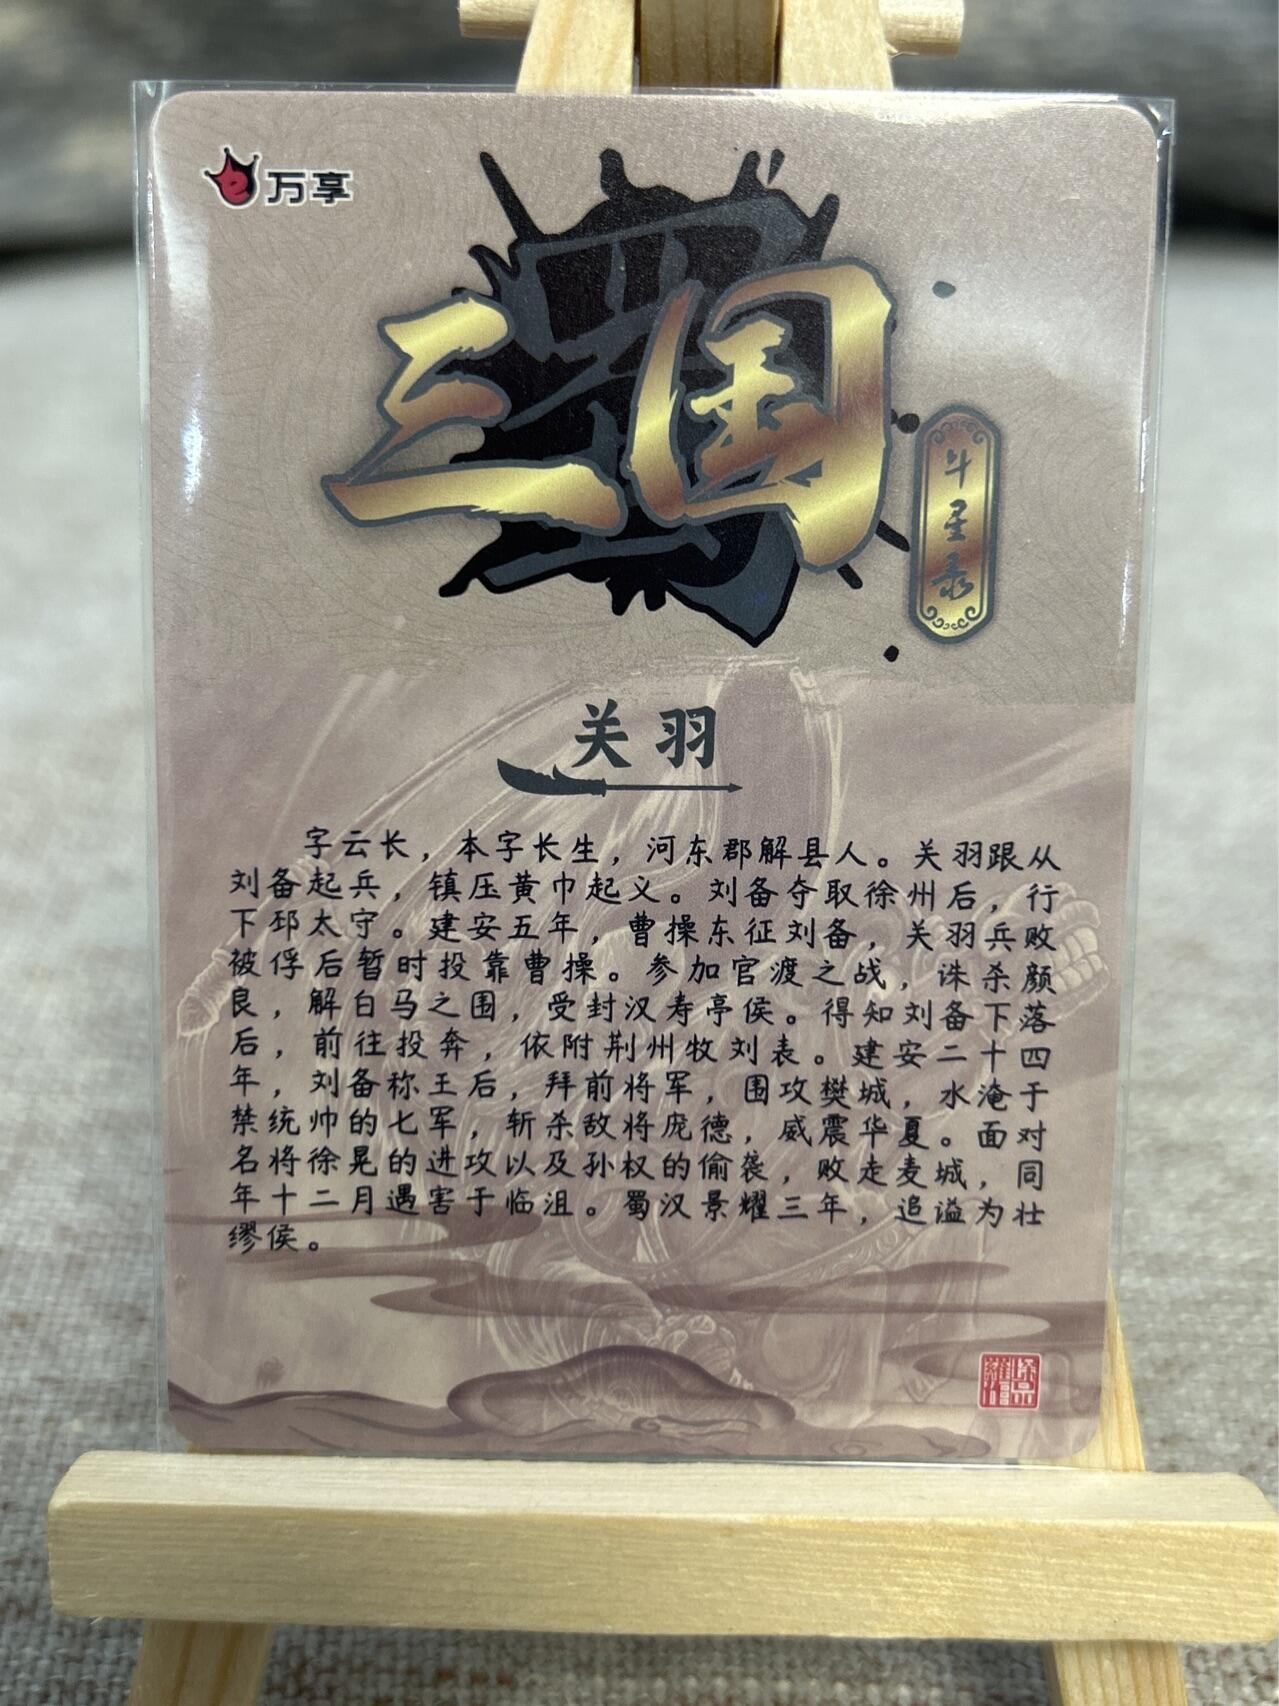 万享
三国
斗星录
关羽
字云长，本字长生，河东郡解县人。关羽跟从
刘备起兵，镇压黄巾起义。刘备夺取徐州后，行
下邳太守。建安五年，曹操东征刘备，关羽兵败
被俘后暂时投靠曹操。参加官渡之战，诛杀颜
良，解白马之围，受封汉寿亭侯。得知刘备下落
后，前往投奔，依附荆州牧刘表。建安二十四
年，刘备称王后，拜前将军，围攻樊城，水淹于
禁统帅的七军，斩杀敌将庞德，威震华夏。面对
名将徐晃的进攻以及孙权的偷袭，败走麦城，同
年十二月遇害于临沮。蜀汉景耀三年，追谥为壮
缪侯。